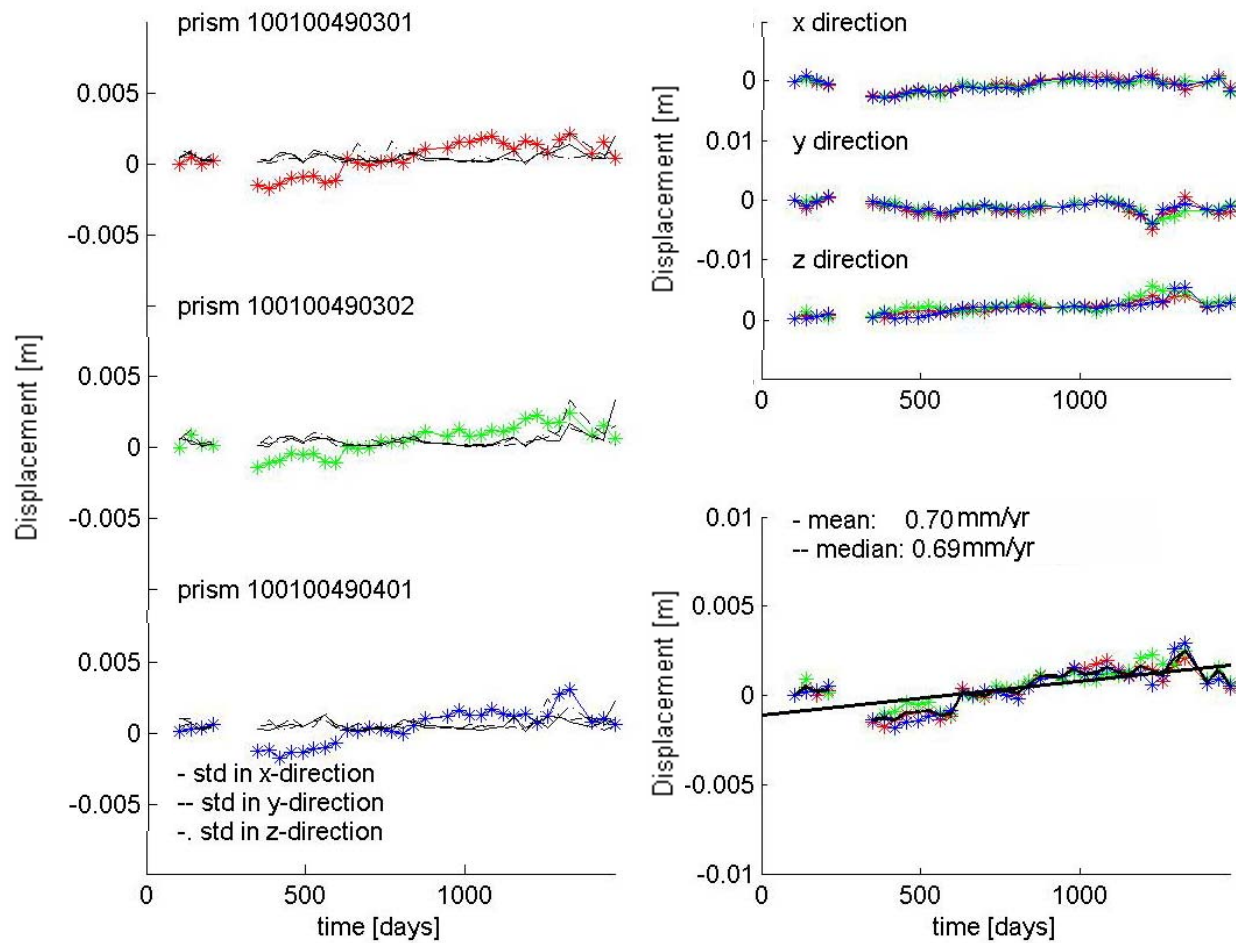 prism 100100490301
0.005
0
-0.005
prism 100100490302
0.005
0
-0.005
prism 100100490401
0.005
0
-0.005
- std in x-direction
-- std in y-direction
-. std in z-direction
0 500 1000
time [days]
Displacement [m]
x direction
0
0.01
y direction
0
-0.01
z direction
0
0 500 1000
Displacement [m]
- mean: 0.70 mm/yr
-- median: 0.69 mm/yr
0.01
0.005
0
-0.005
-0.01
0 500 1000
time [days]
Displacement [m]